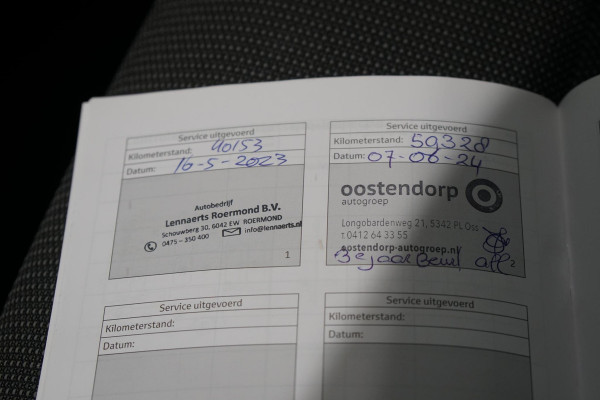 Service uitgevoerd
Kilometerstand: 40153
Datum: 16-5-2023
Autobedrijf
Lennaerts Roermond B.V.
Schouwberg 30, 6042 EW ROERMOND
0475 - 350 400 info@lennaerts.nl
1
Service uitgevoerd
Kilometerstand: 59328
Datum: 07-06-24
oostendorp
autogroep
Longobardenweg 21, 5342 PL Oss
t 0412 64 33 55
oostendorp-autogroep.nl
3e jaar Beurt
2
Service uitgevoerd
Kilometerstand:
Datum:
Service uitgevoerd
Kilometerstand:
Datum: